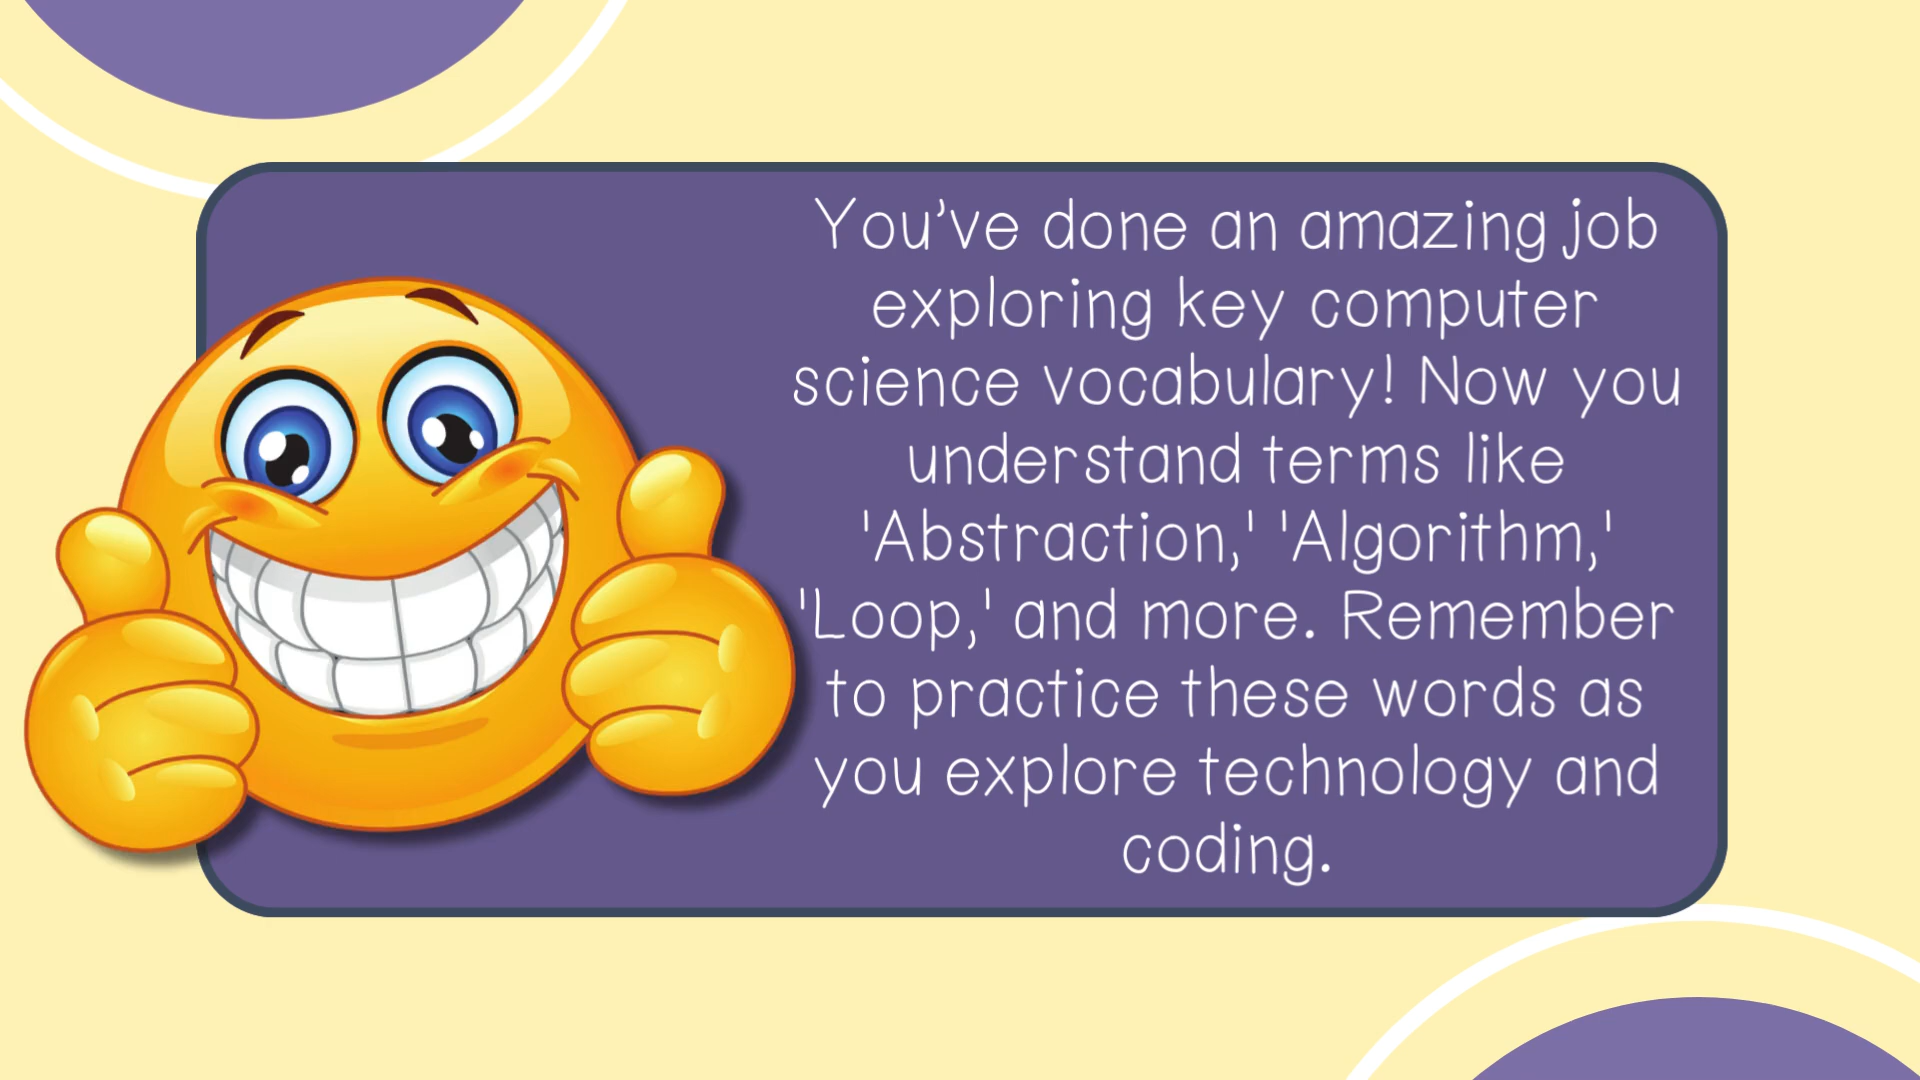 You’ve done an amazing job
exploring key computer
science vocabulary! Now you
understand terms like
'Abstraction,' 'Algorithm,'
'Loop,' and more. Remember
to practice these words as
you explore technology and
coding.